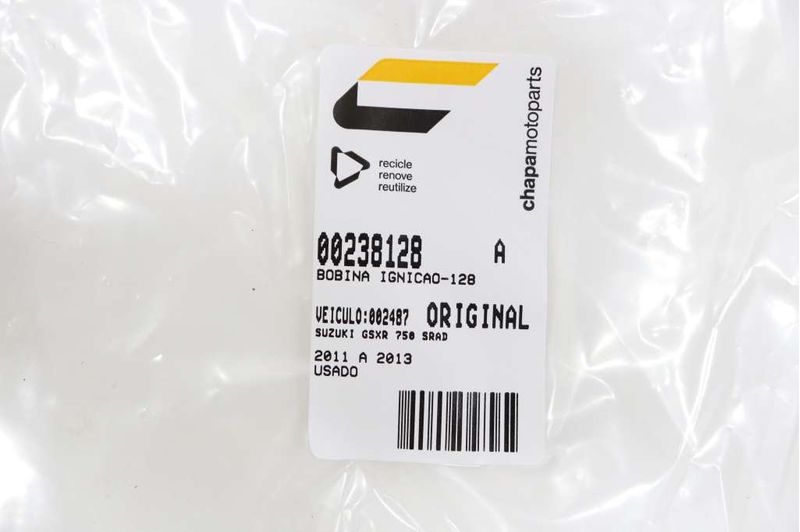 chapamotoparts
recicle
renove
reutilize
00238128 A
BOBINA IGNICAO-128
VEICULO:002487 ORIGINAL
SUZUKI GSXR 750 SRAD
2011 A 2013
USADO